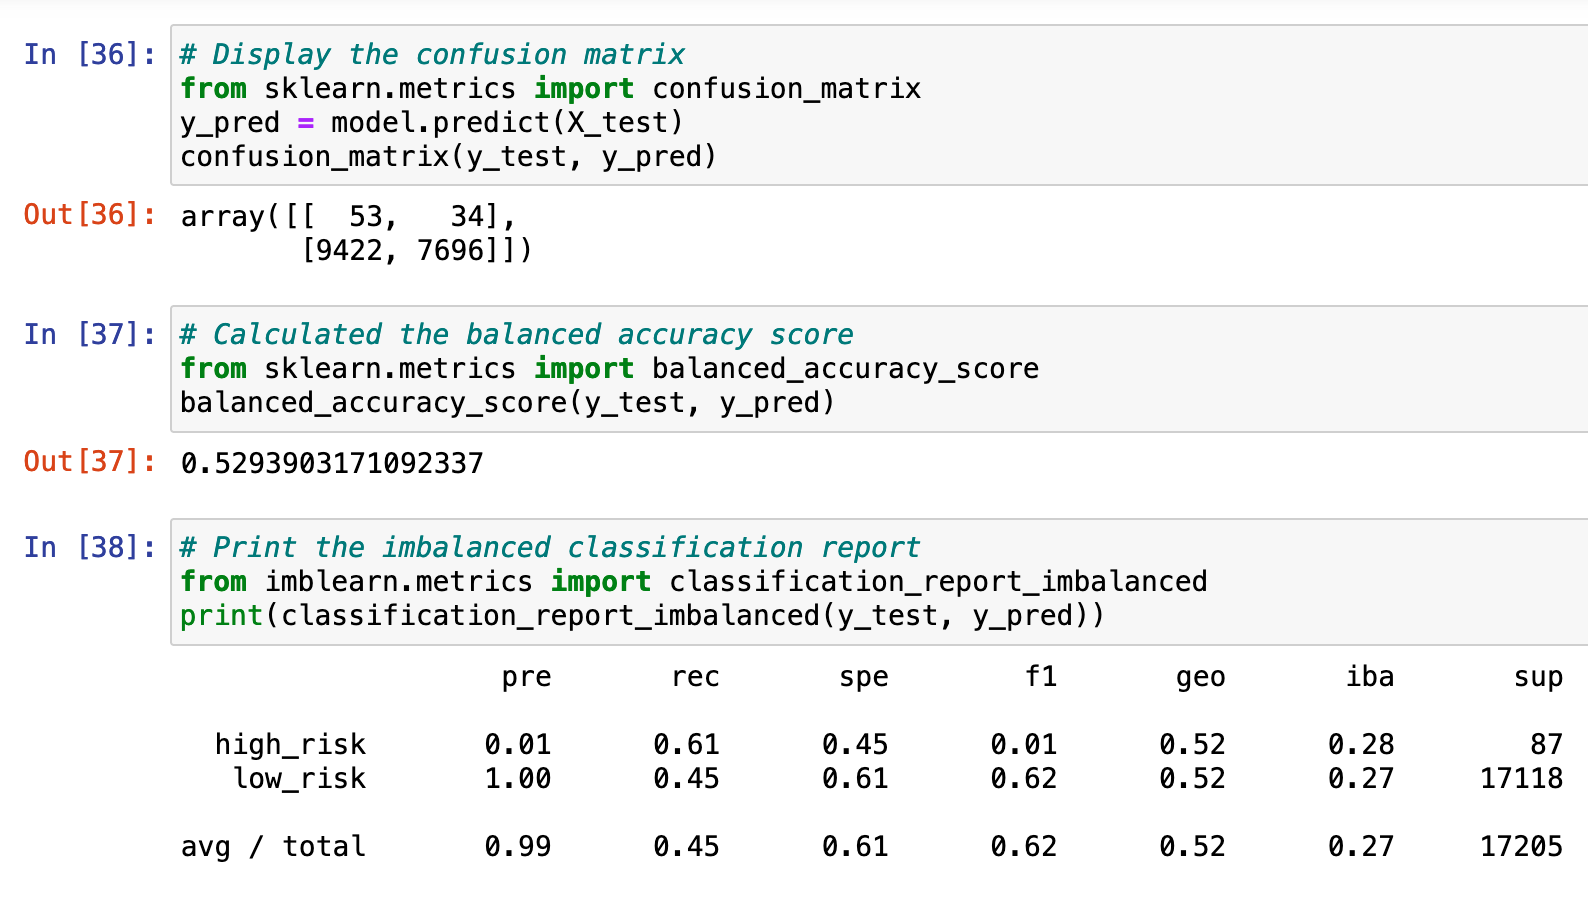 In [36]: # Display the confusion matrix
from sklearn.metrics import confusion_matrix
y_pred = model.predict(X_test)
confusion_matrix(y_test, y_pred)
Out[36]: array([[  53,   34],
       [9422, 7696]])
In [37]: # Calculated the balanced accuracy score
from sklearn.metrics import balanced_accuracy_score
balanced_accuracy_score(y_test, y_pred)
Out[37]: 0.5293903171092337
In [38]: # Print the imbalanced classification report
from imblearn.metrics import classification_report_imbalanced
print(classification_report_imbalanced(y_test, y_pred))
pre rec spe f1 geo iba sup
high_risk 0.01 0.61 0.45 0.01 0.52 0.28 87
low_risk 1.00 0.45 0.61 0.62 0.52 0.27 17118
avg / total 0.99 0.45 0.61 0.62 0.52 0.27 17205